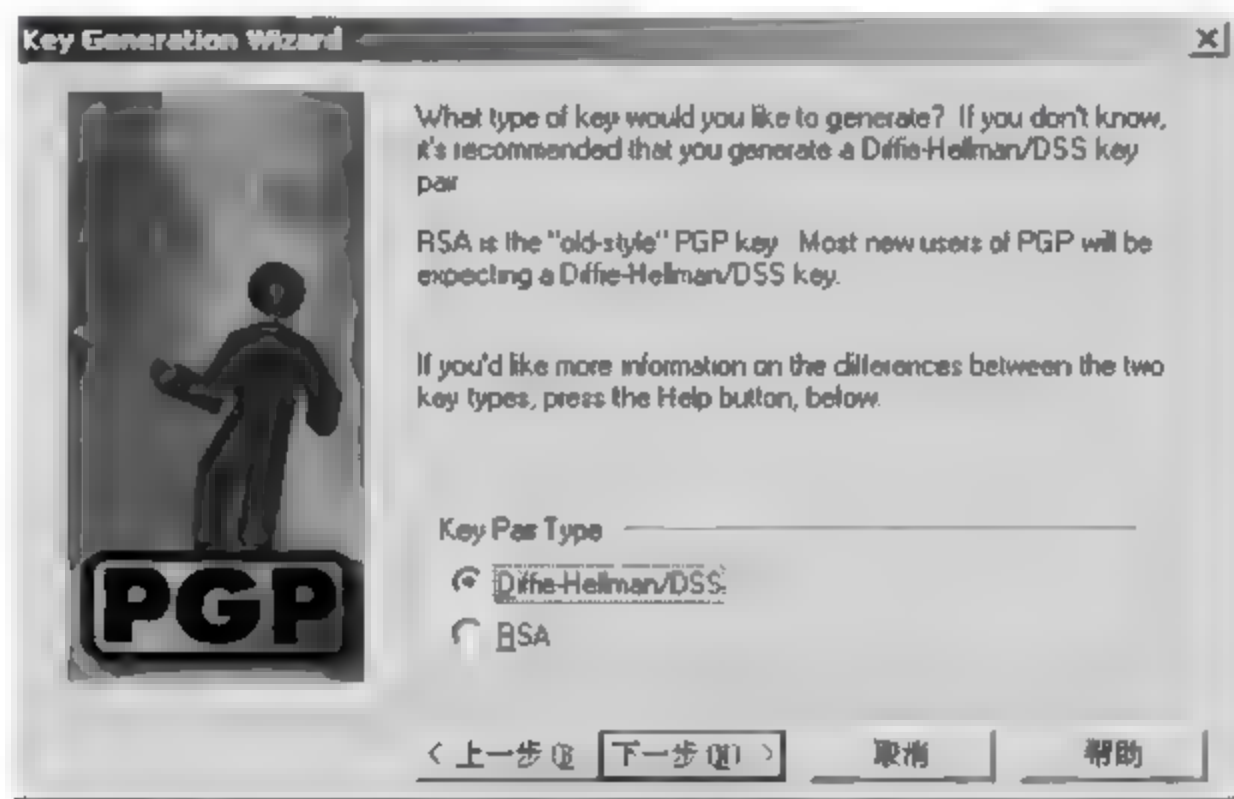 Key Generation Wizard
What type of key would you like to generate? If you don't know,
it's recommended that you generate a Diffie-Hellman/DSS key
pair
RSA is the "old-style" PGP key Most new users of PGP will be
expecting a Diffie-Hellman/DSS key.
If you'd like more information on the differences between the two
key types, press the Help button, below.
Key Pair Type
Diffie-Hellman/DSS
RSA
PGP
< 上一步(B) 下一步(N) > 取消 帮助